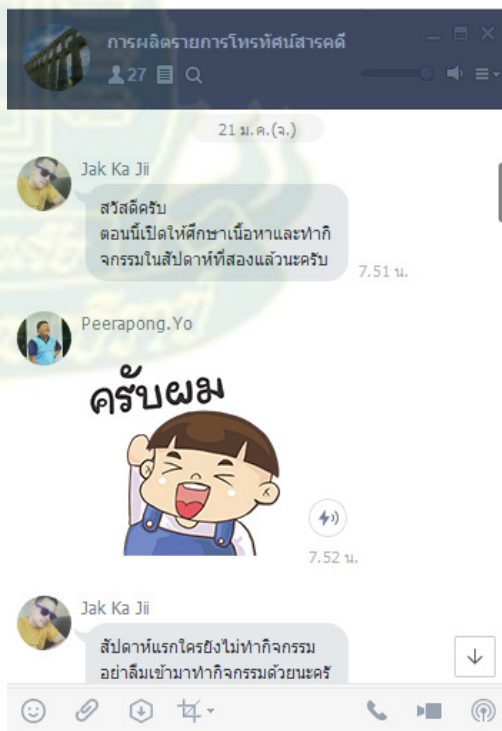 การผลิตรายการโทรทัศน์สารคดี
27
21 ม.ค.(จ.)
Jak Ka Jii
สวัสดีครับ
ตอนนี้เปิดให้ศึกษาเนื้อหาและทำกิ
จกรรมในสัปดาห์ที่สองแล้วนะครับ
7.51 น.
Peerapong.Yo
ครับผม
7.52 น.
Jak Ka Jii
สัปดาห์แรกใครยังไม่ทำกิจกรรม
อย่าลืมเข้ามาทำกิจกรรมด้วยนะครั